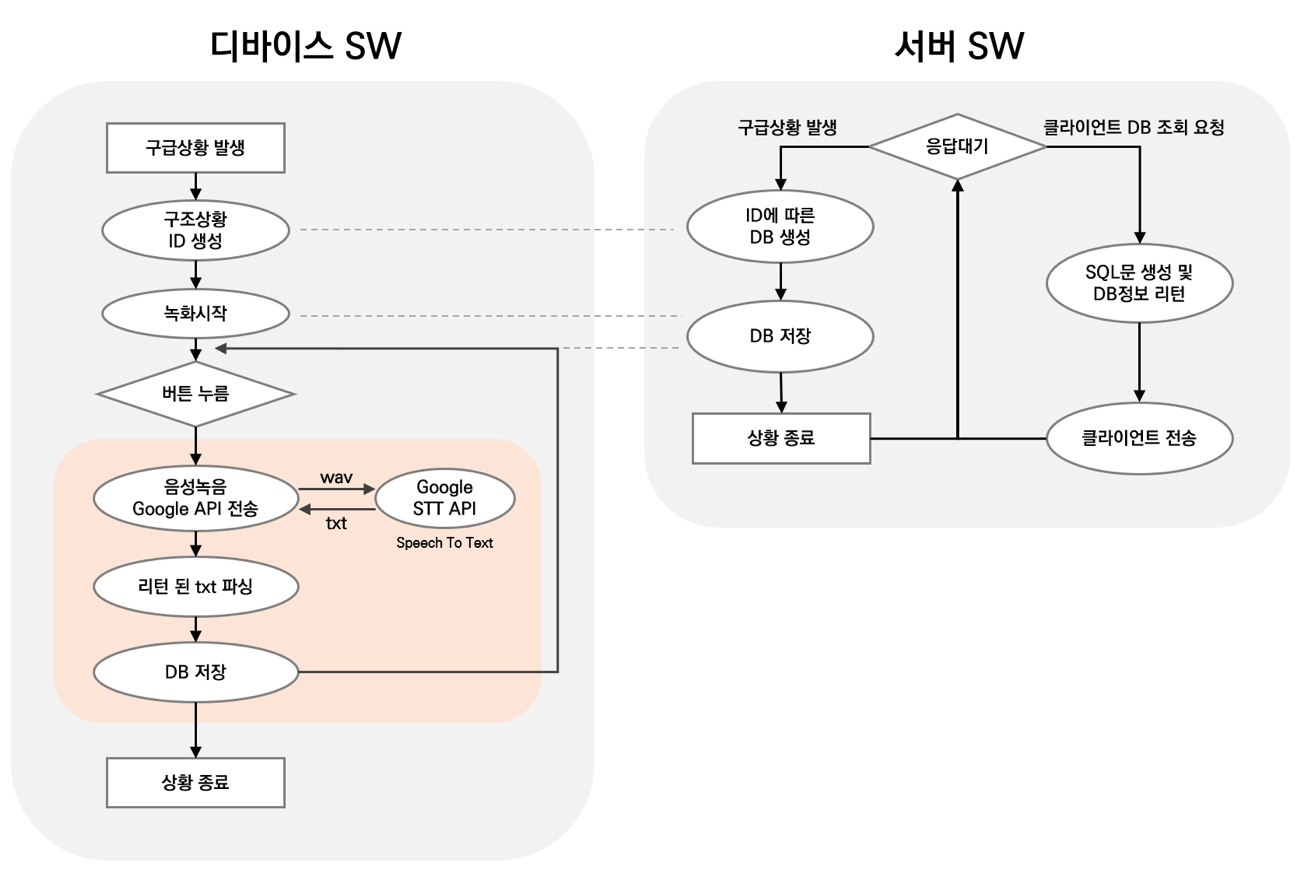 디바이스 SW
구급상황 발생
구조상황
ID 생성
녹화시작
버튼 누름
음성녹음
Google API 전송
wav
txt
Google
STT API
Speech To Text
리턴 된 txt 파싱
DB 저장
상황 종료
서버 SW
구급상황 발생
응답대기
클라이언트 DB 조회 요청
ID에 따른
DB 생성
DB 저장
상황 종료
SQL문 생성 및
DB정보 리턴
클라이언트 전송